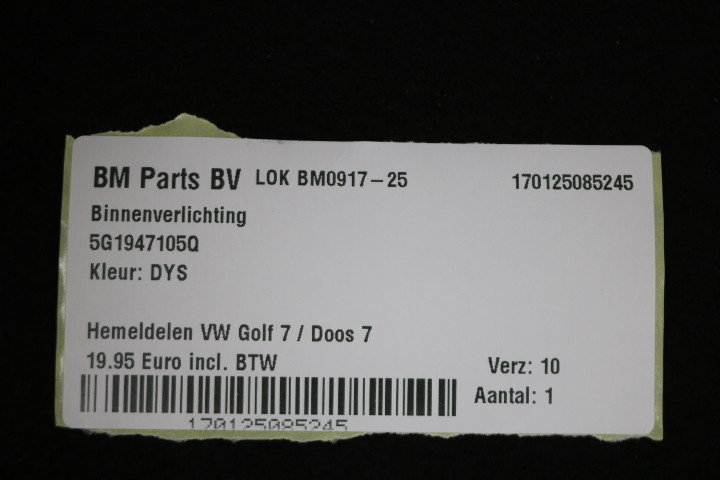 BM Parts BV LOK BM0917-25 170125085245
Binnenverlichting
5G1947105Q
Kleur: DYS
Hemeldelen VW Golf 7 / Doos 7
19.95 Euro incl. BTW Verz: 10
Aantal: 1
170125085245